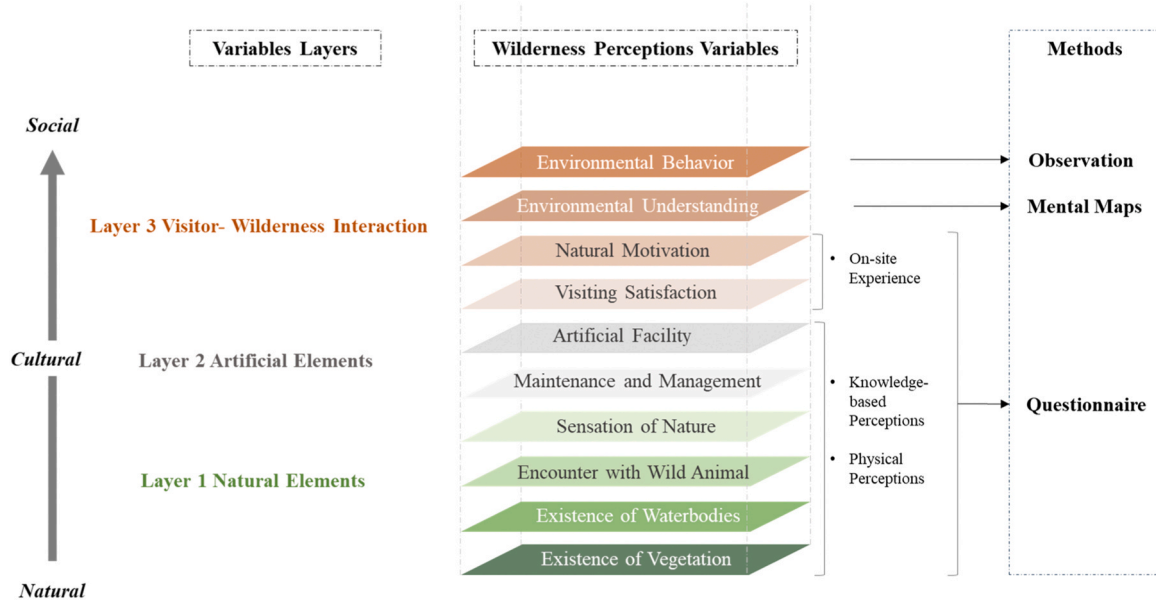 Variables Layers
Wilderness Perceptions Variables
Methods
Social
Environmental Behavior
Observation
Environmental Understanding
Mental Maps
Layer 3 Visitor- Wilderness Interaction
Natural Motivation
• On-site
Experience
Visiting Satisfaction
Artificial Facility
Cultural
Layer 2 Artificial Elements
Maintenance and Management
• Knowledge-
based
Perceptions
Questionnaire
Sensation of Nature
• Physical
Perceptions
Encounter with Wild Animal
Layer 1 Natural Elements
Existence of Waterbodies
Existence of Vegetation
Natural